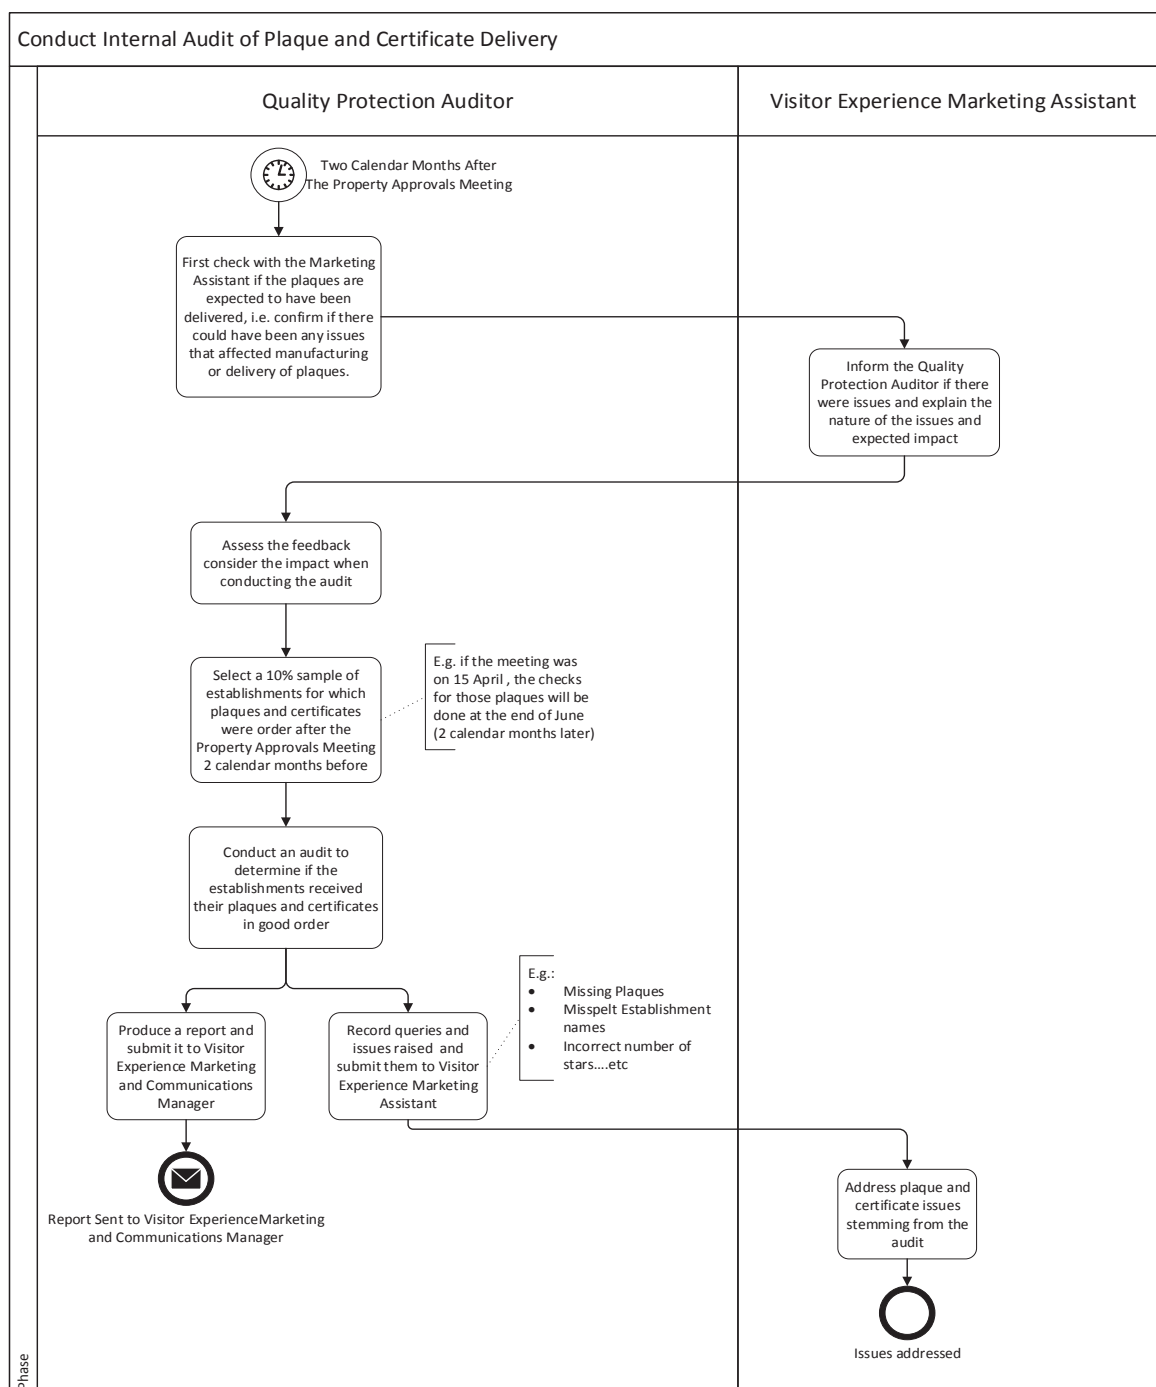 Conduct Internal Audit of Plaque and Certificate Delivery
Quality Protection Auditor
Visitor Experience Marketing Assistant
Two Calendar Months After
The Property Approvals Meeting
First check with the Marketing
Assistant if the plaques are
expected to have been
delivered, i.e. confirm if there
could have been any issues
that affected manufacturing
or delivery of plaques.
Inform the Quality
Protection Auditor if there
were issues and explain the
nature of the issues and
expected impact
Assess the feedback
consider the impact when
conducting the audit
Select a 10% sample of
establishments for which
plaques and certificates
were order after the
Property Approvals Meeting
2 calendar months before
E.g. if the meeting was
on 15 April , the checks
for those plaques will be
done at the end of June
(2 calendar months later)
Conduct an audit to
determine if the
establishments received
their plaques and certificates
in good order
E.g.:
• Missing Plaques
• Misspelt Establishment
names
• Incorrect number of
stars....etc
Produce a report and
submit it to Visitor
Experience Marketing
and Communications
Manager
Record queries and
issues raised and
submit them to Visitor
Experience Marketing
Assistant
Report Sent to Visitor ExperienceMarketing
and Communications Manager
Address plaque and
certificate issues
stemming from the
audit
Issues addressed
Phase